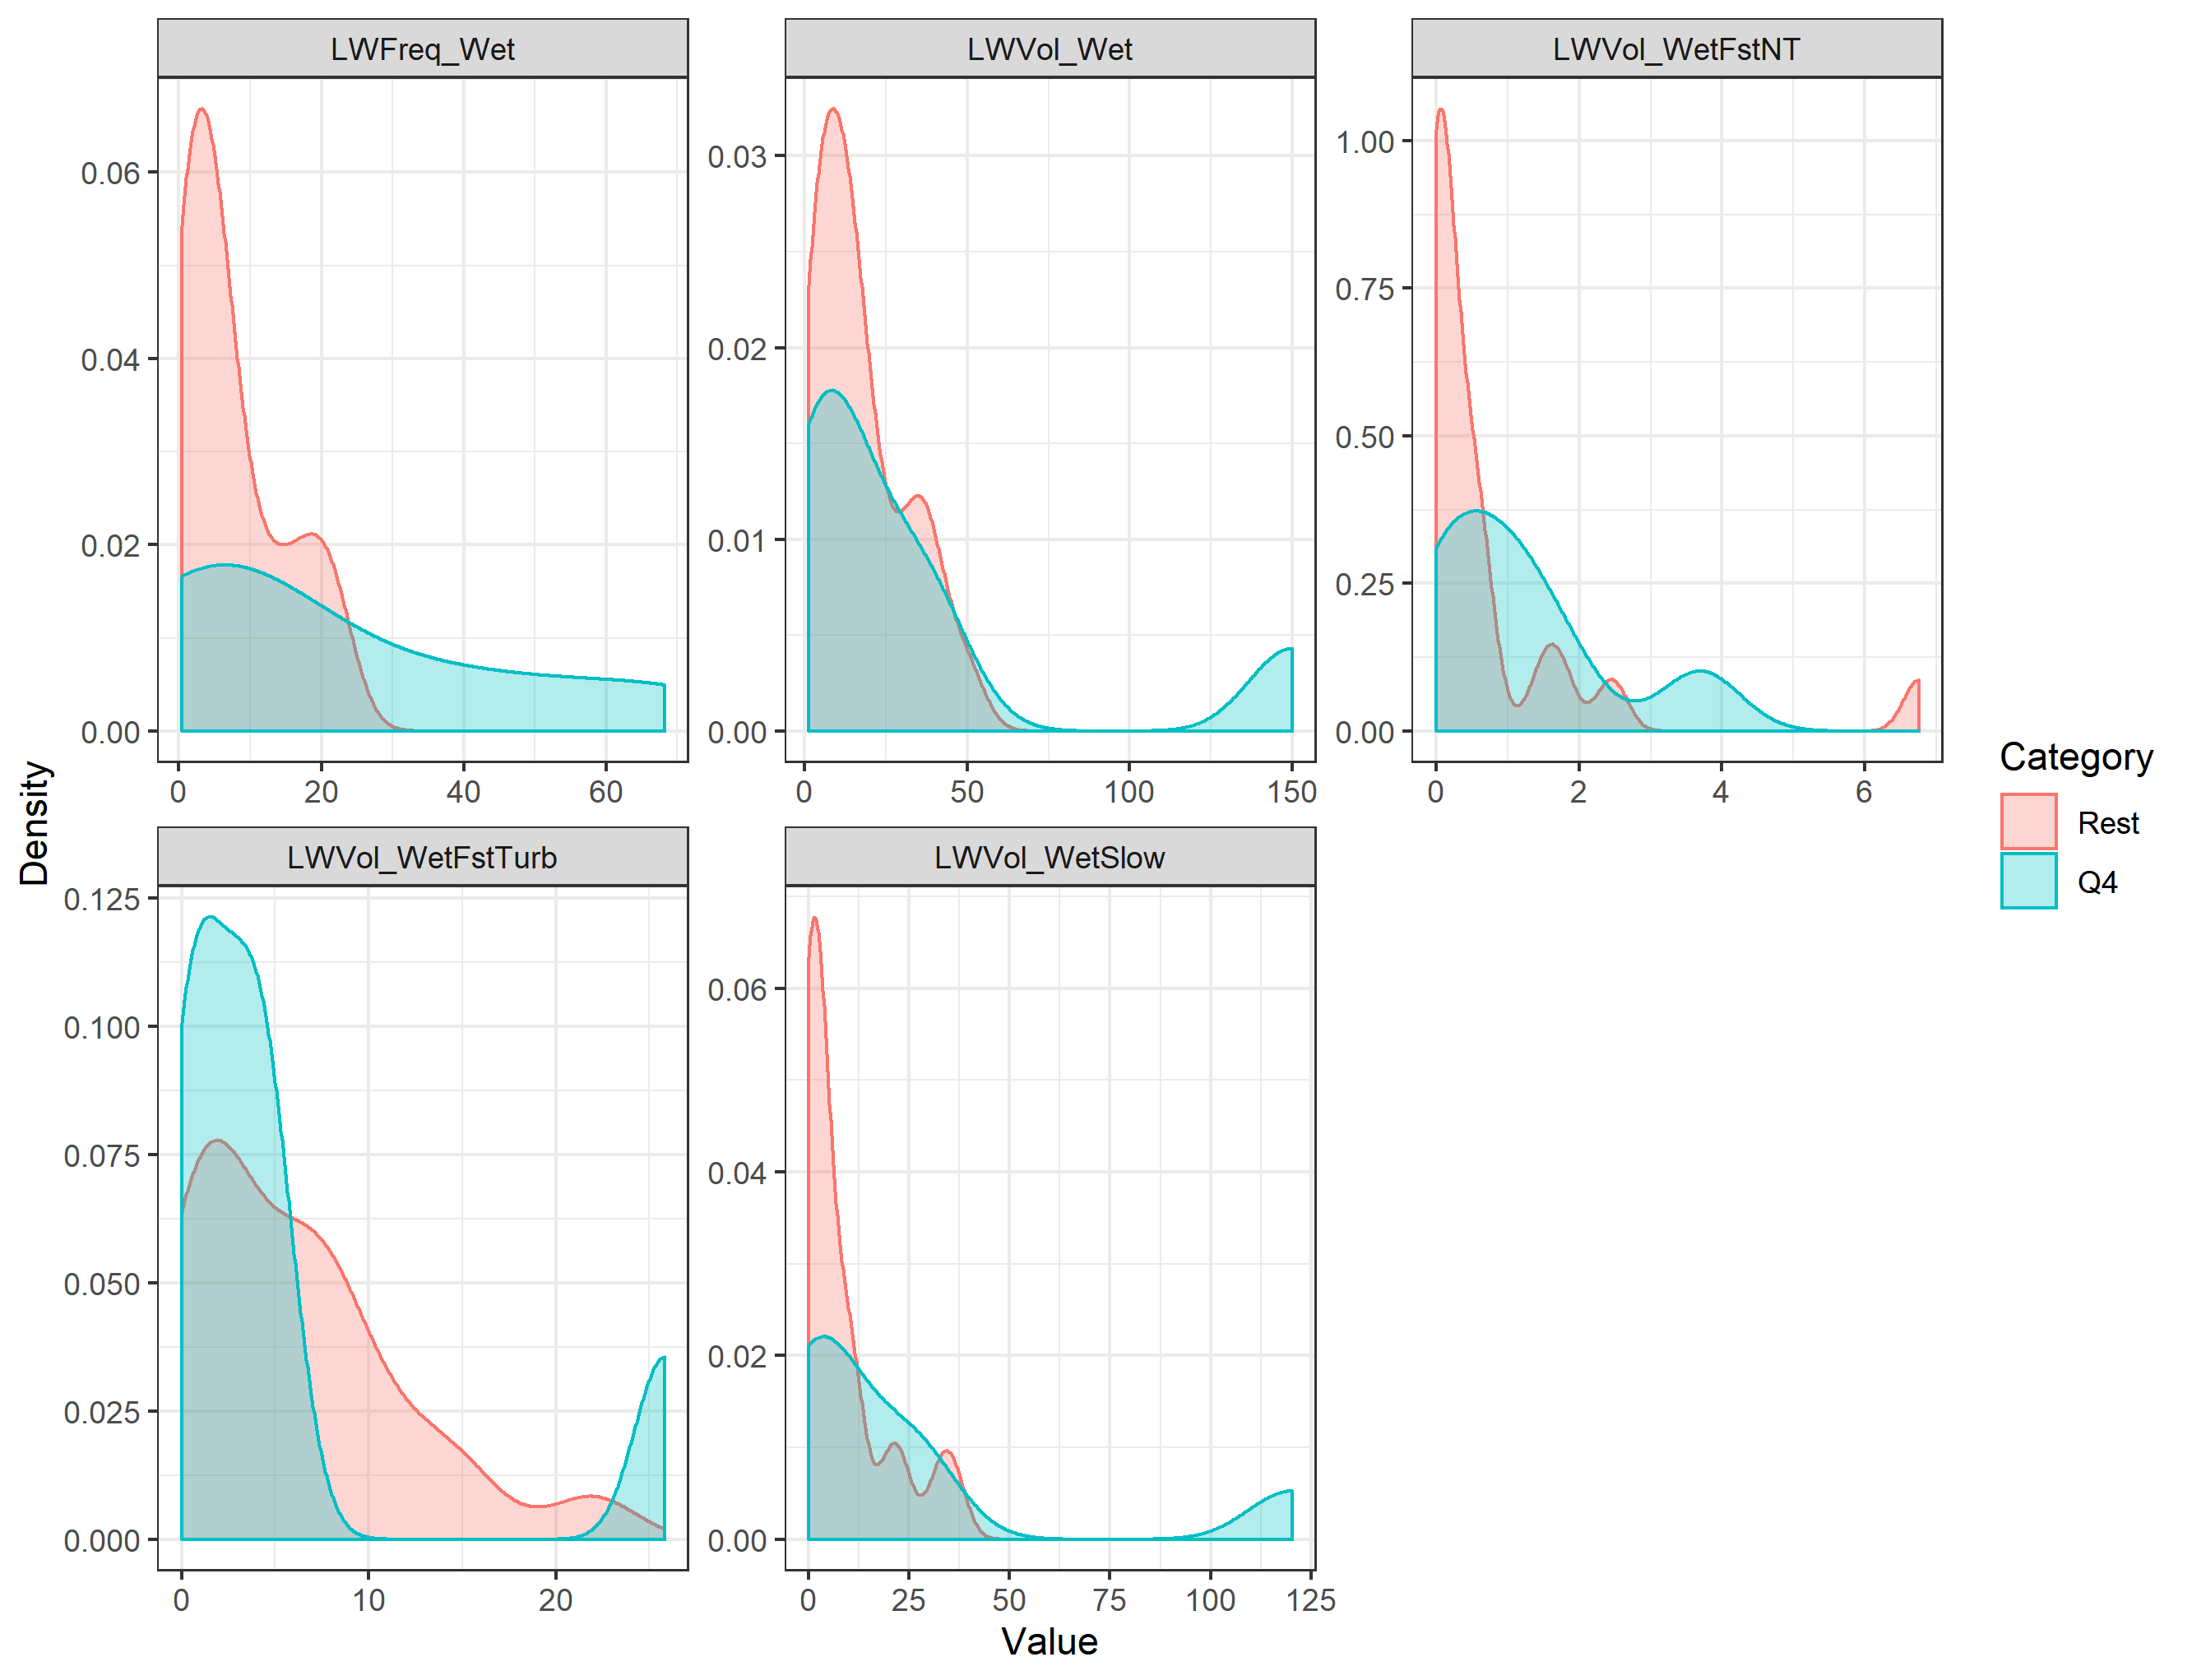 LWFreq_Wet
LWVol_Wet
LWVol_WetFstNT
0.06
0.04
0.02
0.00
0 20 40 60
0.03
0.02
0.01
0.00
0 50 100 150
1.00
0.75
0.50
0.25
0.00
0 2 4 6
LWVol_WetFstTurb
LWVol_WetSlow
0.125
0.100
0.075
0.050
0.025
0.000
0 10 20
0.06
0.04
0.02
0.00
0 25 50 75 100 125
Density
Value
Category
Rest
Q4